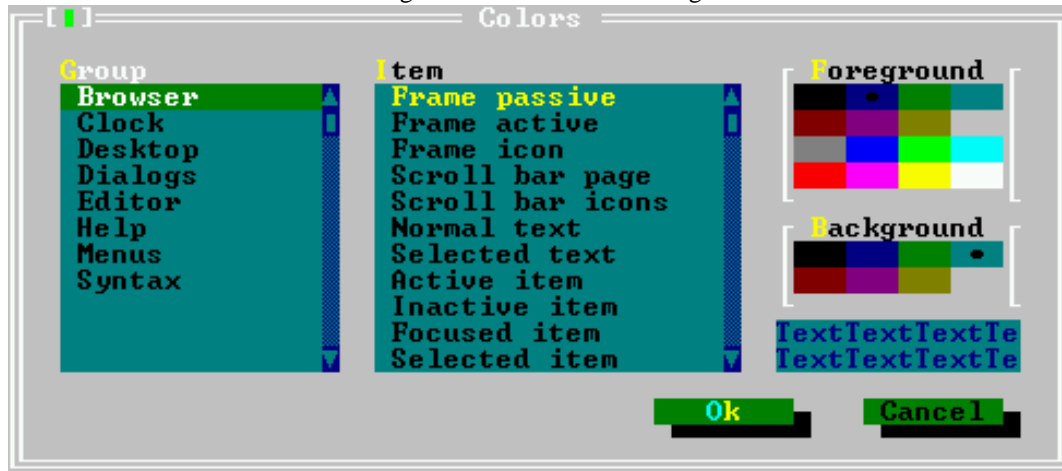 Colors
Group
Browser
Clock
Desktop
Dialogs
Editor
Help
Menus
Syntax
Item
Frame passive
Frame active
Frame icon
Scroll bar page
Scroll bar icons
Normal text
Selected text
Active item
Inactive item
Focused item
Selected item
Foreground
Background
TextTextTextTe
TextTextTextTe
Ok
Cancel